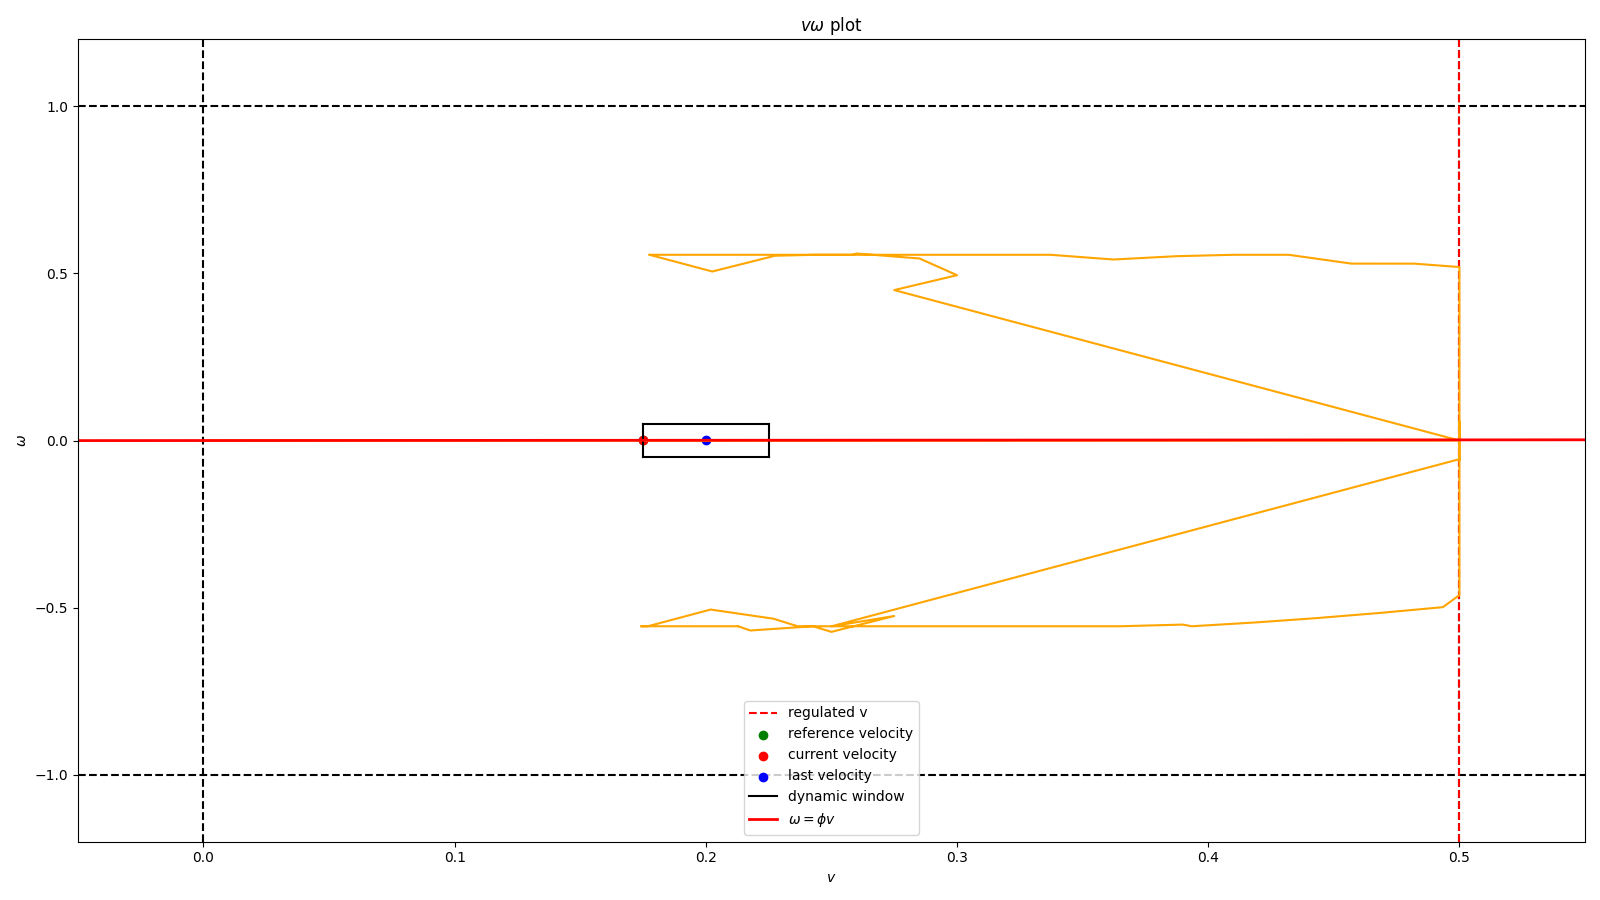 vω plot
1.0
0.5
0.0
−0.5
−1.0
ω
regulated v
reference velocity
current velocity
last velocity
dynamic window
ω = ϕv
0.0 0.1 0.2 0.3 0.4 0.5
v